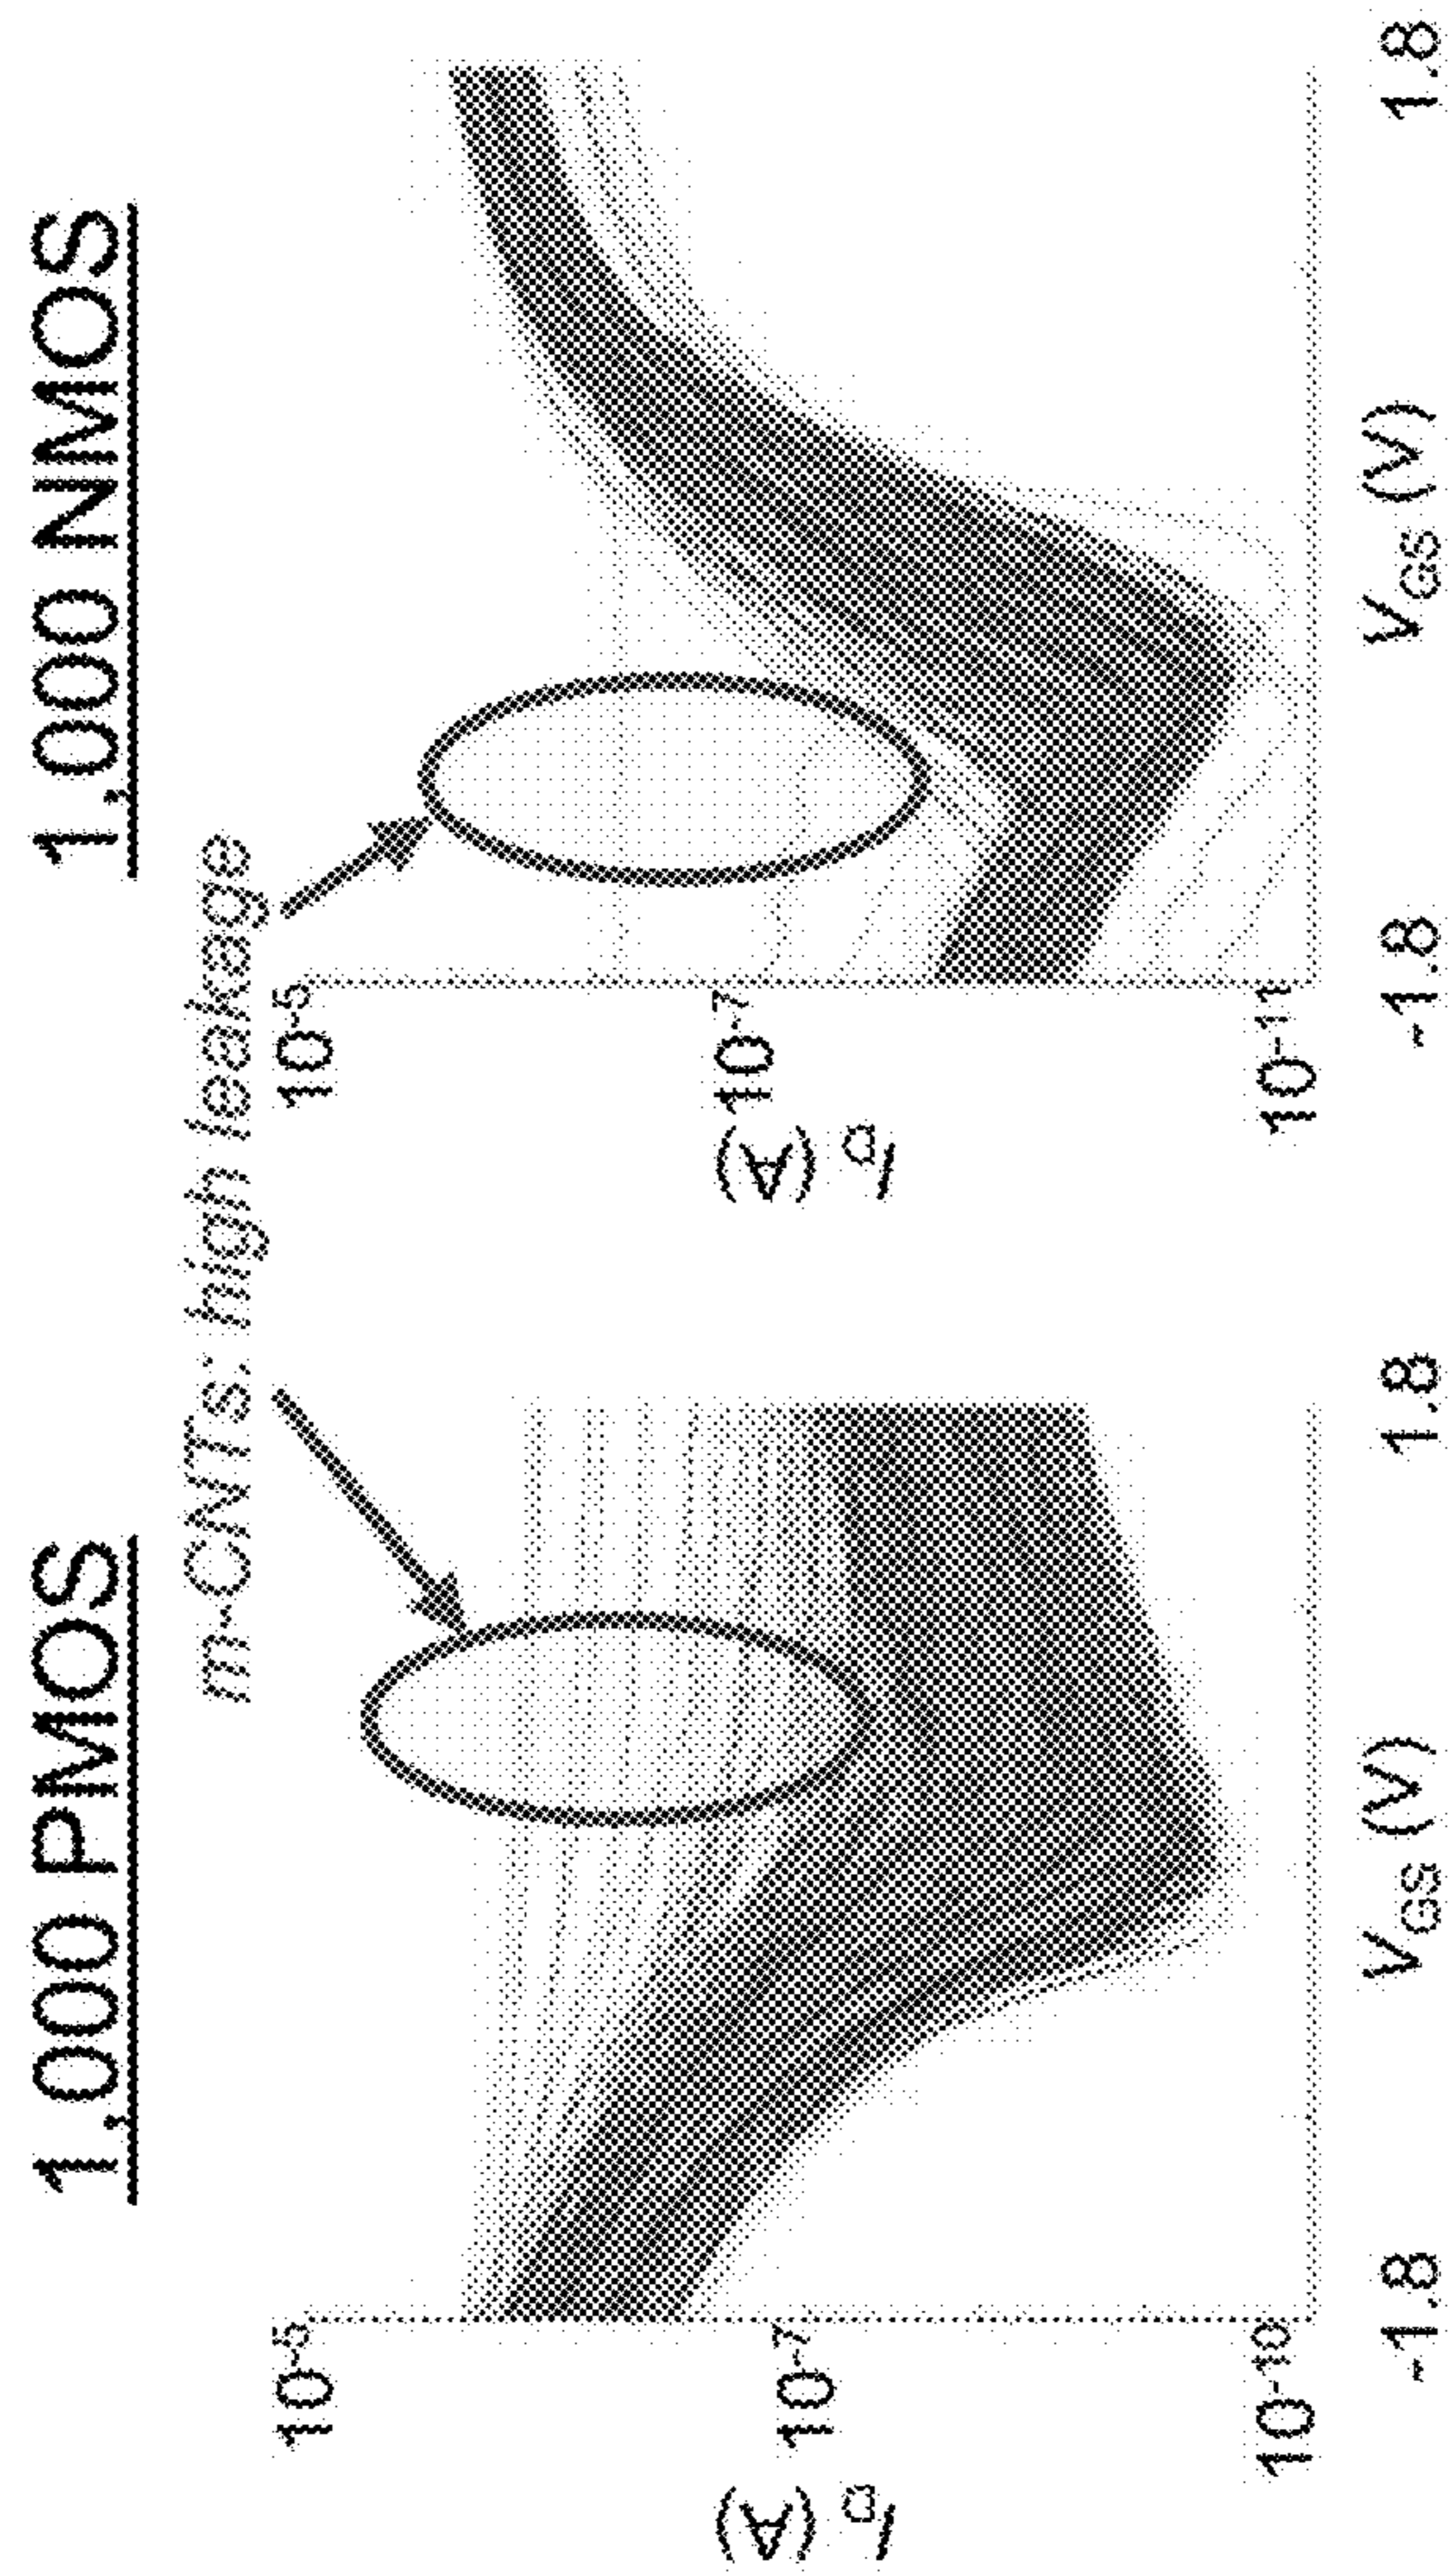 1,000 PMOS
1,000 NMOS
m-CNTs: high leakage
10-5
10-7
10-10
ID (A)
-1.8
1.8
VGS (V)
10-5
10-7
10-11
ID (A)
-1.8
1.8
VGS (V)